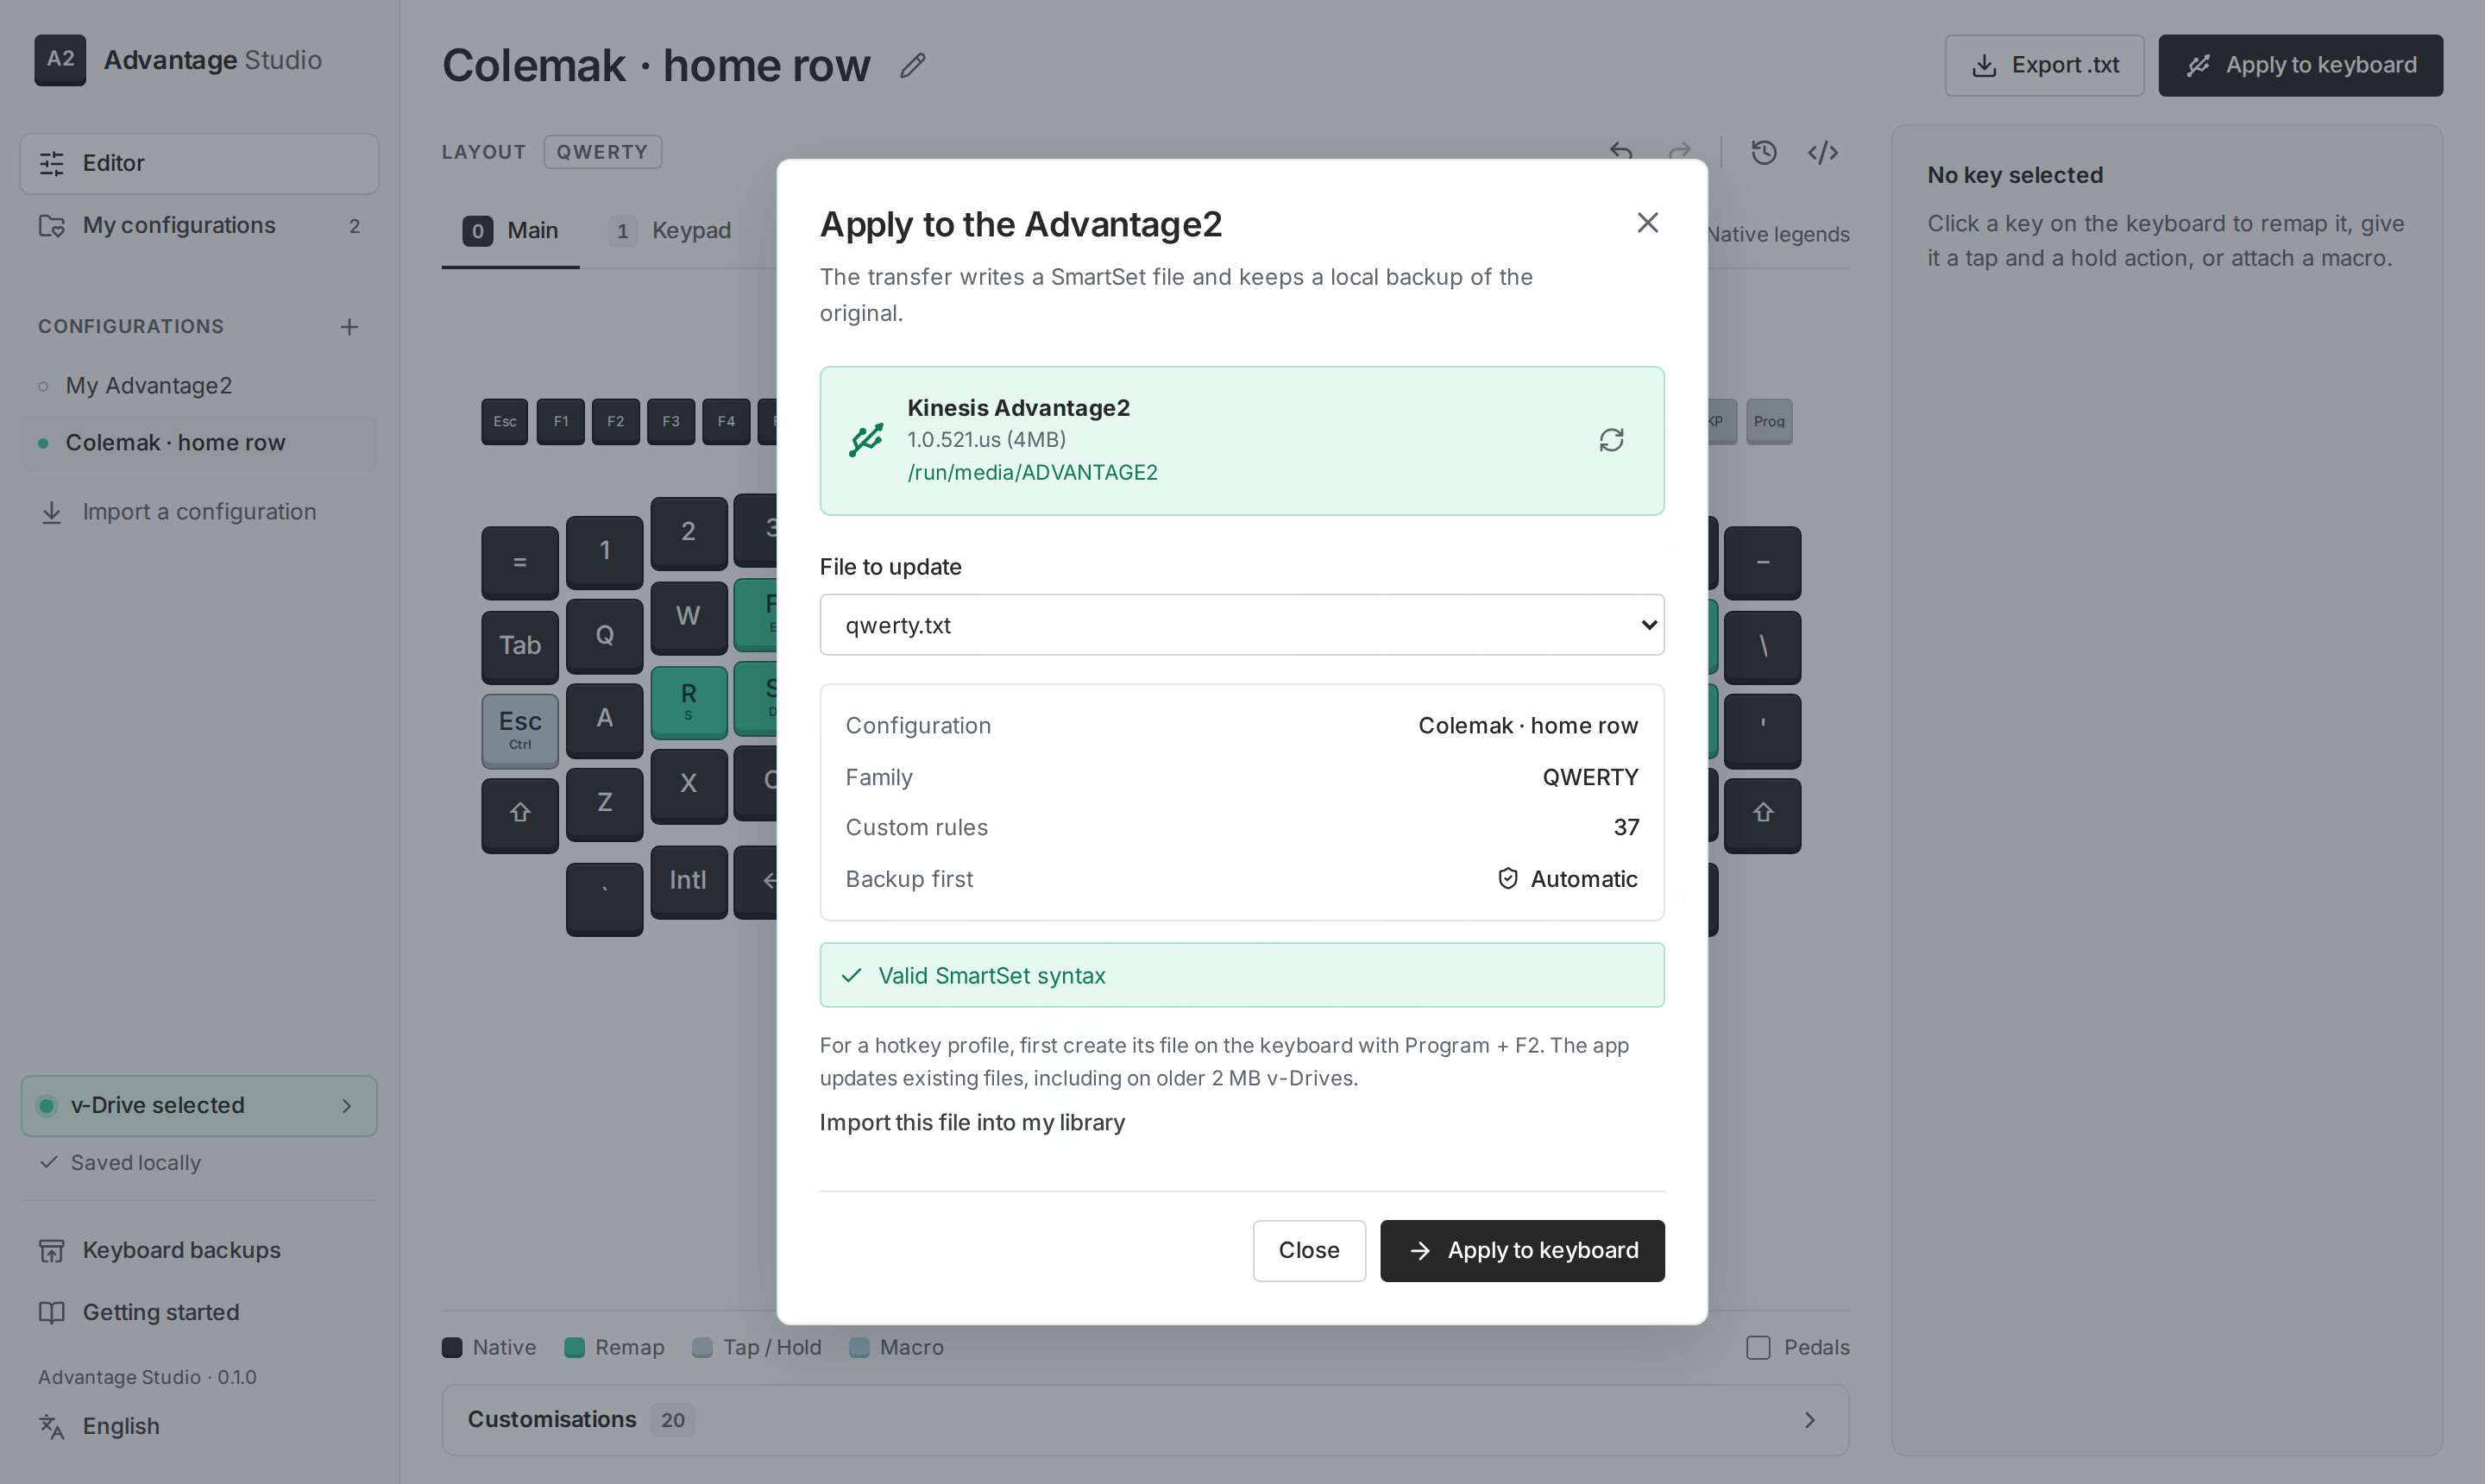 A2
Advantage Studio
Editor
My configurations 2
CONFIGURATIONS
My Advantage2
Colemak · home row
Import a configuration
v-Drive selected
Saved locally
Keyboard backups
Getting started
Advantage Studio · 0.1.0
English
Colemak · home row
Export .txt
Apply to keyboard
LAYOUT QWERTY
0 Main 1 Keypad
Native legends
Esc F1 F2 F3 F4
KP Prog
= 1 2 3 –
Tab Q W F \
E
Esc A R S '
Ctrl S D
Z X C
` Intl
No key selected
Click a key on the keyboard to remap it, give
it a tap and a hold action, or attach a macro.
Apply to the Advantage2
The transfer writes a SmartSet file and keeps a local backup of the
original.
Kinesis Advantage2
1.0.521.us (4MB)
/run/media/ADVANTAGE2
File to update
qwerty.txt
Configuration Colemak · home row
Family QWERTY
Custom rules 37
Backup first Automatic
Valid SmartSet syntax
For a hotkey profile, first create its file on the keyboard with Program + F2. The app
updates existing files, including on older 2 MB v-Drives.
Import this file into my library
Close
Apply to keyboard
Native Remap Tap / Hold Macro
Pedals
Customisations 20